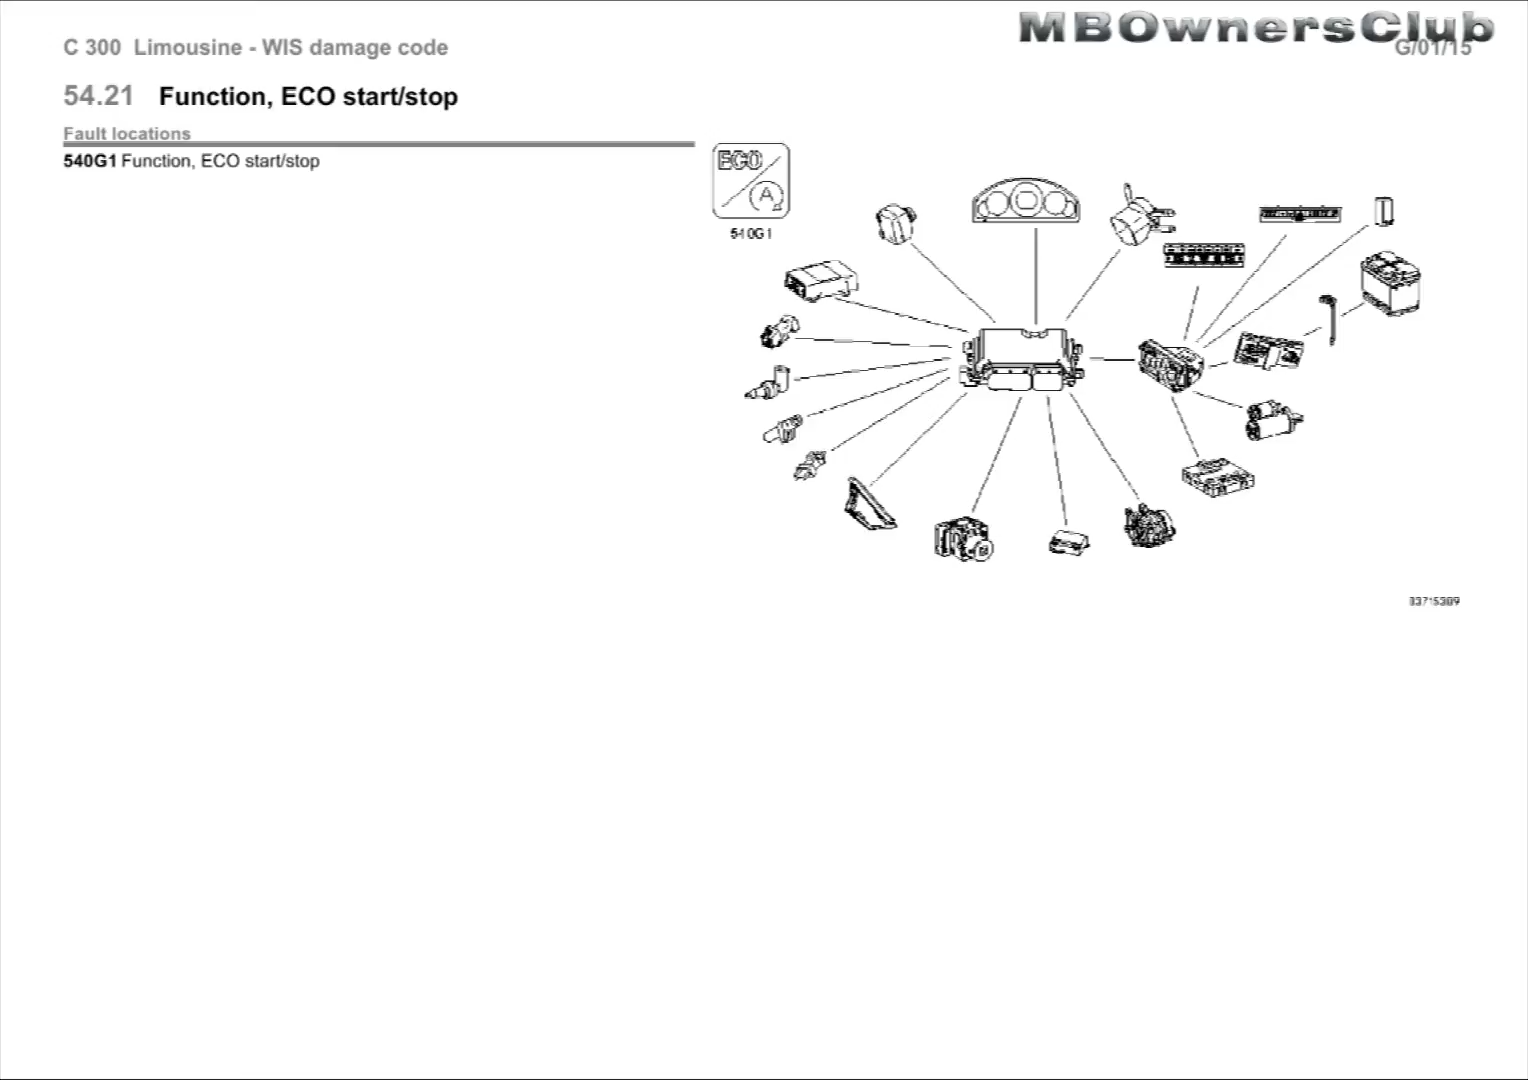 MBOwnersClub
C 300 Limousine - WIS damage code
G/01/15
54.21 Function, ECO start/stop
Fault locations
540G1 Function, ECO start/stop
ECO
A
540G1